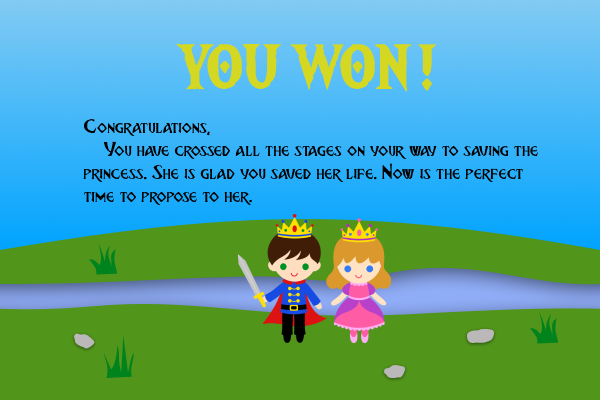 YOU WON!
Congratulations,
You have crossed all the stages on your way to saving the
princess. She is glad you saved her life. Now is the perfect
time to propose to her.